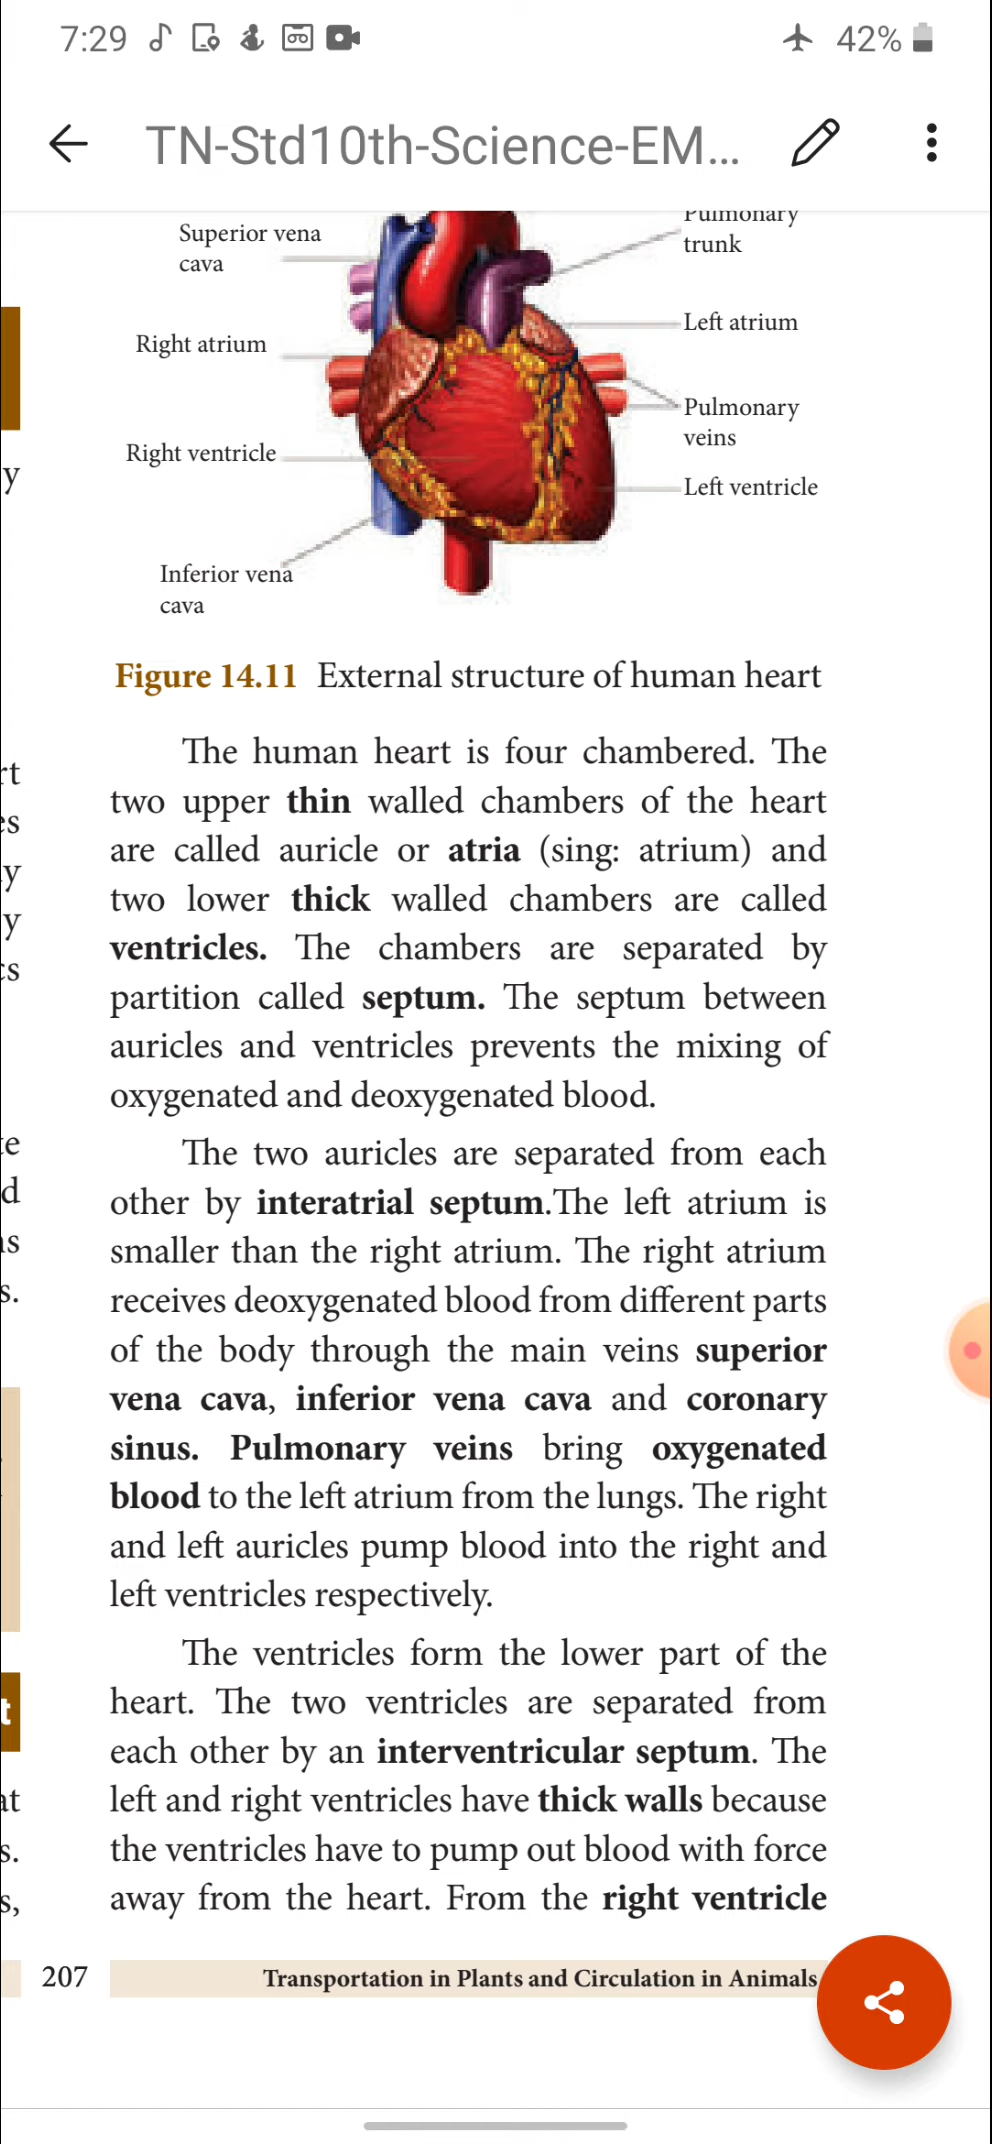 7:29
42%
TN-Std10th-Science-EM...
Superior vena
cava
Pulmonary
trunk
Left atrium
Right atrium
Pulmonary
veins
Right ventricle
Left ventricle
Inferior vena
cava
Figure 14.11 External structure of human heart
The human heart is four chambered. The
two upper thin walled chambers of the heart
are called auricle or atria (sing: atrium) and
two lower thick walled chambers are called
ventricles. The chambers are separated by
partition called septum. The septum between
auricles and ventricles prevents the mixing of
oxygenated and deoxygenated blood.
The two auricles are separated from each
other by interatrial septum.The left atrium is
smaller than the right atrium. The right atrium
receives deoxygenated blood from different parts
of the body through the main veins superior
vena cava, inferior vena cava and coronary
sinus. Pulmonary veins bring oxygenated
blood to the left atrium from the lungs. The right
and left auricles pump blood into the right and
left ventricles respectively.
The ventricles form the lower part of the
heart. The two ventricles are separated from
each other by an interventricular septum. The
left and right ventricles have thick walls because
the ventricles have to pump out blood with force
away from the heart. From the right ventricle
207
Transportation in Plants and Circulation in Animals